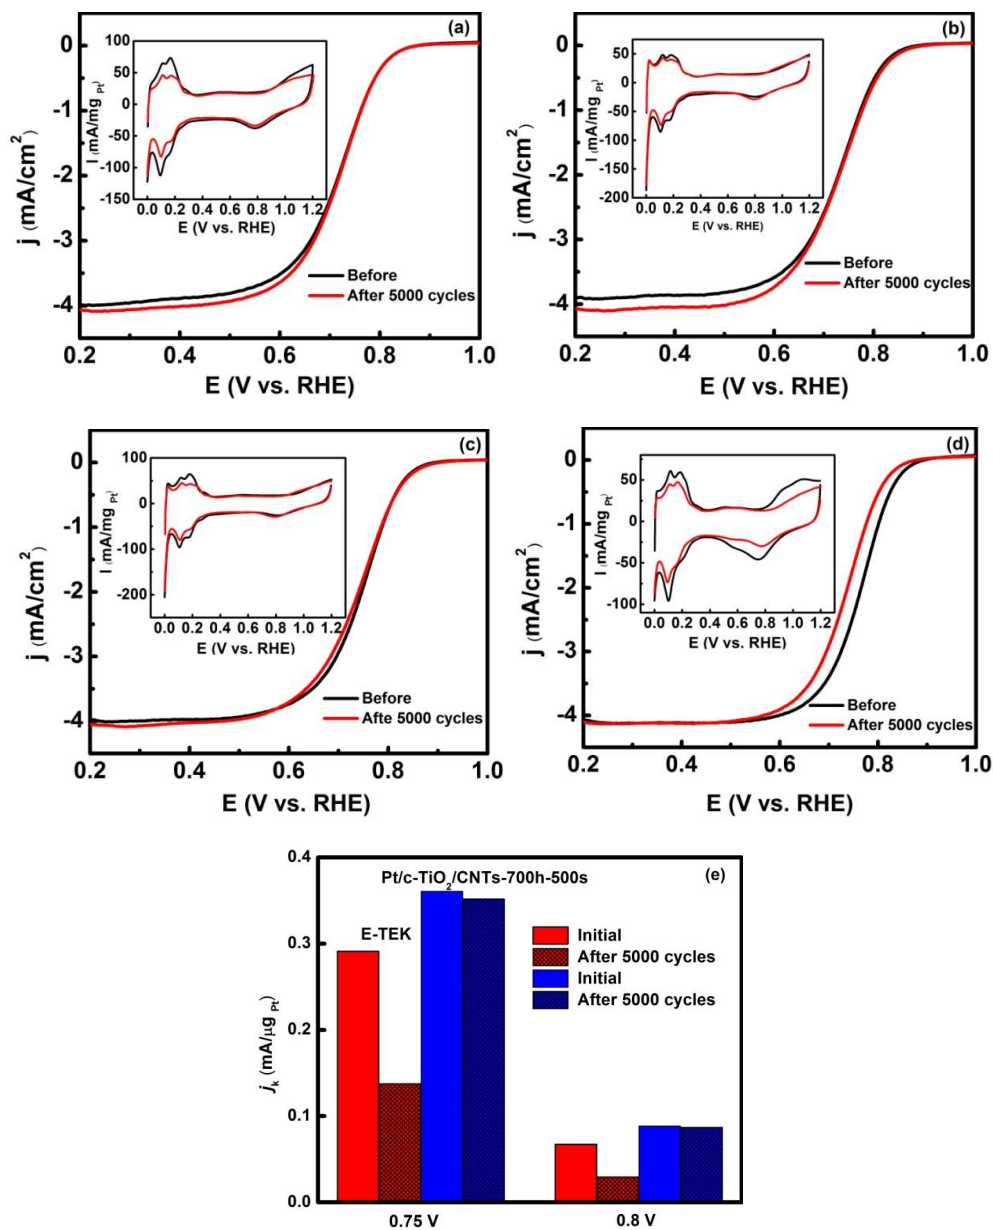 (a)
0
-1
-2
-3
-4
j (mA/cm2)
100
50
0
-50
-100
-150
I (mA/mg Pt)
0.0 0.2 0.4 0.6 0.8 1.0 1.2
E (V vs. RHE)
Before
After 5000 cycles
0.2 0.4 0.6 0.8 1.0
E (V vs. RHE)
(b)
0
-1
-2
-3
-4
j (mA/cm2)
50
0
-50
-100
-150
-200
I (mA/mg Pt)
0.0 0.2 0.4 0.6 0.8 1.0 1.2
E (V vs. RHE)
Before
After 5000 cycles
0.2 0.4 0.6 0.8 1.0
E (V vs. RHE)
(c)
0
-1
-2
-3
-4
j (mA/cm2)
100
0
-100
-200
I (mA/mg Pt)
0.0 0.2 0.4 0.6 0.8 1.0 1.2
E (V vs. RHE)
Before
Afte 5000 cycles
0.2 0.4 0.6 0.8 1.0
E (V vs. RHE)
(d)
0
-1
-2
-3
-4
j (mA/cm2)
50
0
-50
-100
I (mA/mg Pt)
0.0 0.2 0.4 0.6 0.8 1.0 1.2
E (V vs. RHE)
Before
After 5000 cycles
0.2 0.4 0.6 0.8 1.0
E (V vs. RHE)
(e)
0.4
0.3
0.2
0.1
0.0
jk (mA/μg Pt)
Pt/c-TiO2/CNTs-700h-500s
E-TEK
Initial
After 5000 cycles
Initial
After 5000 cycles
0.75 V 0.8 V